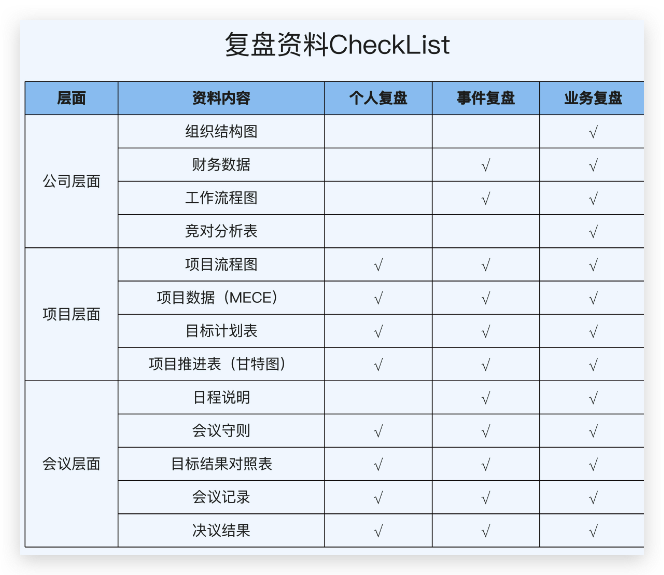 复盘资料CheckList
层面 资料内容 个人复盘 事件复盘 业务复盘
组织结构图 √
财务数据 √ √
公司层面
工作流程图 √ √
竞对分析表 √
项目流程图 √ √ √
项目数据（MECE） √ √ √
项目层面
目标计划表 √ √ √
项目推进表（甘特图） √ √ √
日程说明 √ √
会议守则 √ √ √
会议层面 目标结果对照表 √ √ √
会议记录 √ √ √
决议结果 √ √ √